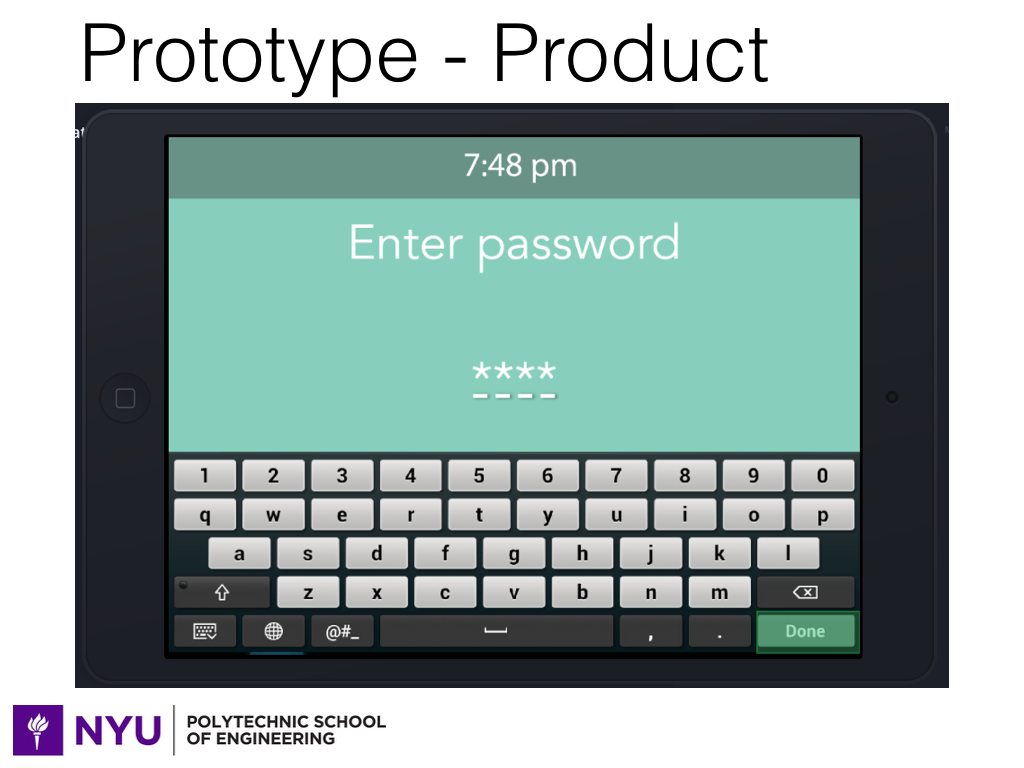 Prototype - Product
7:48 pm
Enter password
****
1 2 3 4 5 6 7 8 9 0
q w e r t y u i o p
a s d f g h j k l
z x c v b n m
@#_ , . Done
NYU POLYTECHNIC SCHOOL
OF ENGINEERING